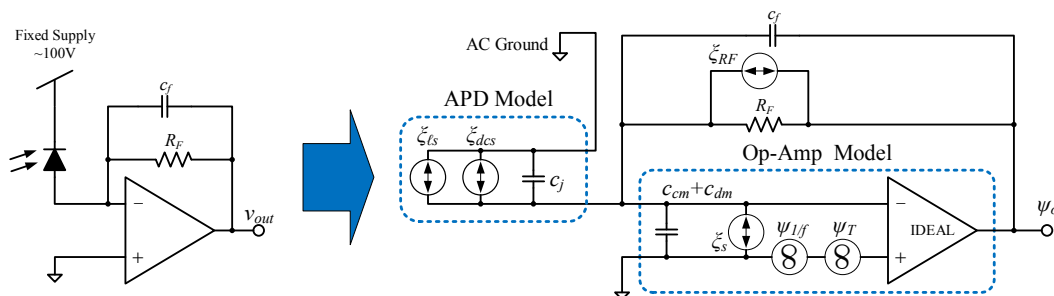 Fixed Supply
~100V
c_f
R_F
−
+
v_out
AC Ground
APD Model
ξ_ℓs
ξ_dcs
c_j
c_f
ξ_RF
R_F
Op-Amp Model
c_cm+c_dm
ξ_s
ψ_1/f
ψ_T
−
+
IDEAL
ψ_o